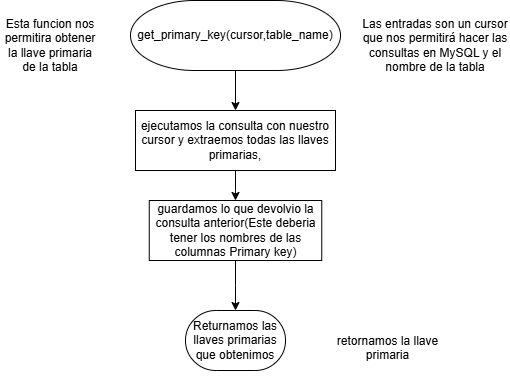 Esta funcion nos
permitira obtener
la llave primaria
de la tabla
get_primary_key(cursor,table_name)
Las entradas son un cursor
que nos permitirá hacer las
consultas en MySQL y el
nombre de la tabla
ejecutamos la consulta con nuestro
cursor y extraemos todas las llaves
primarias,
guardamos lo que devolvio la
consulta anterior(Este deberia
tener los nombres de las
columnas Primary key)
Returnamos las
llaves primarias
que obtenimos
retornamos la llave
primaria